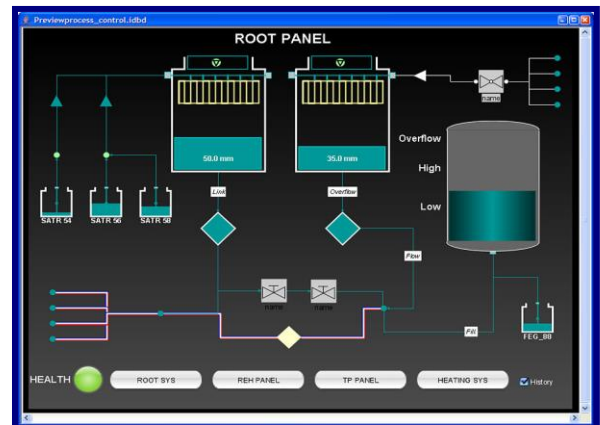 Previewprocess_control.idbd
ROOT PANEL
name
Overflow
High
Low
58.0 mm
35.0 mm
Link
Overflow
SATR 54
SATR 56
SATR 58
Flow
name
name
Fill
FEG_88
HEALTH
ROOT SYS
REH PANEL
TP PANEL
HEATING SYS
History